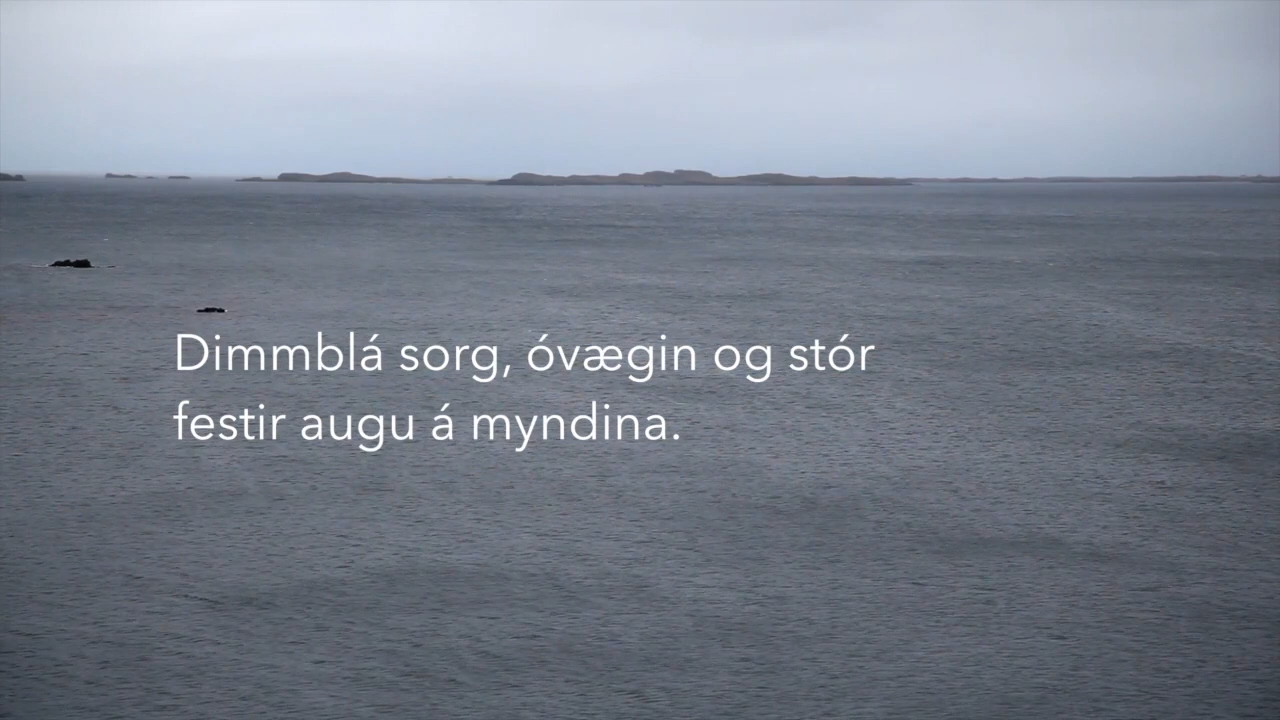 Dimmblá sorg, óvægin og stór
festir augu á myndina.